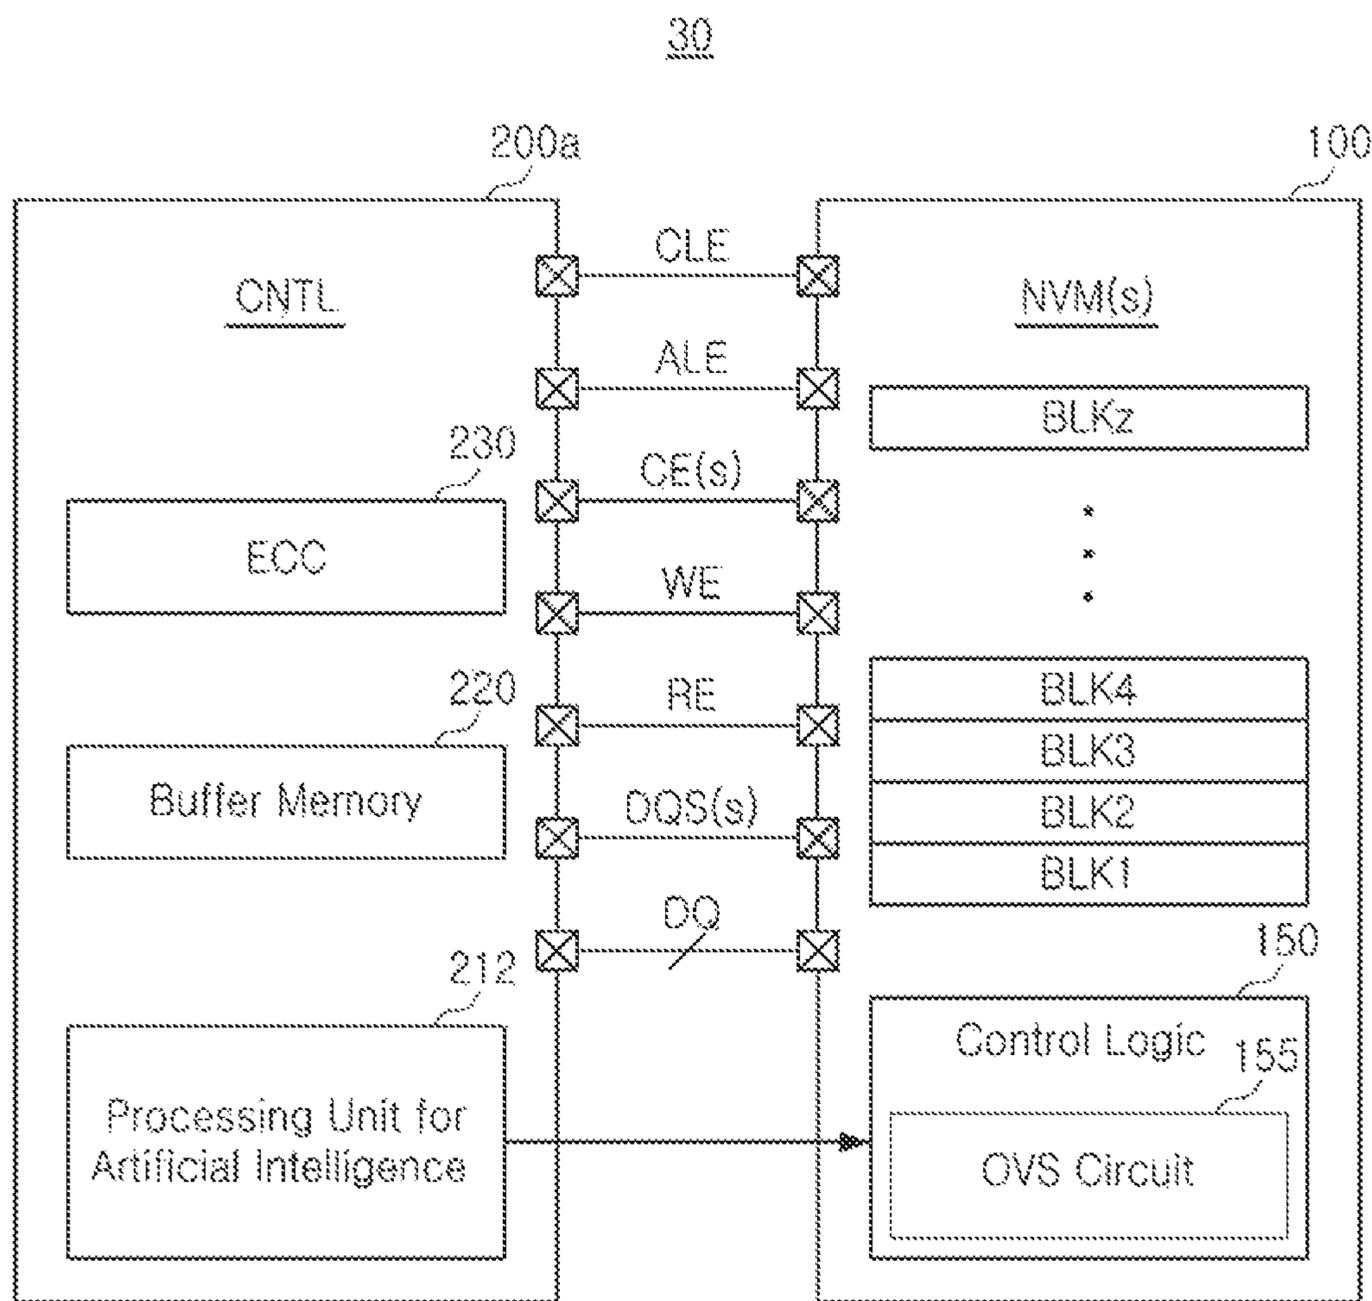 30
200a
100
CNTL
230
ECC
220
Buffer Memory
212
Processing Unit for
Artificial Intelligence
CLE
ALE
CE(s)
WE
RE
DQS(s)
DQ
NVM(s)
BLKz
BLK4
BLK3
BLK2
BLK1
150
Control Logic
155
OVS Circuit